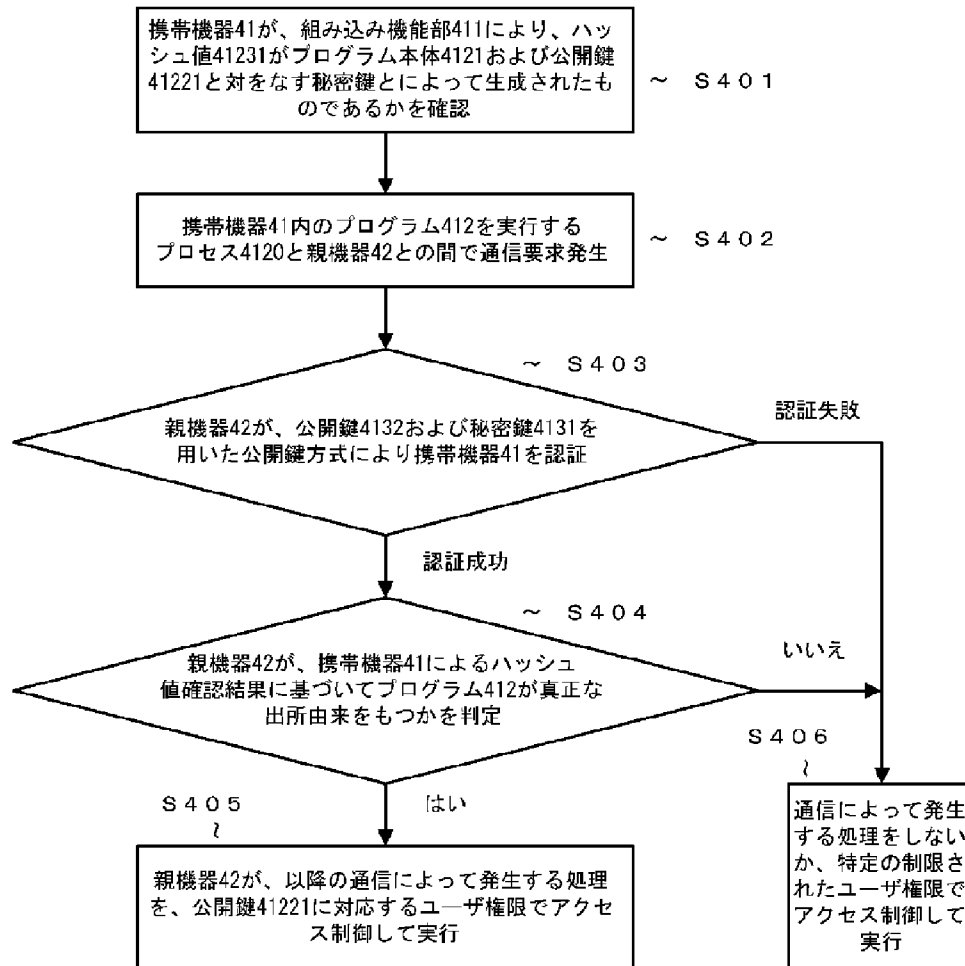 携帯機器41が、組み込み機能部411により、ハッ
シュ値41231がプログラム本体4121および公開鍵
41221と対をなす秘密鍵とによって生成されたも
のであるかを確認
～ Ｓ４０１
携帯機器41内のプログラム412を実行する
プロセス4120と親機器42との間で通信要求発生
～ Ｓ４０２
～ Ｓ４０３
親機器42が、公開鍵4132および秘密鍵4131を
用いた公開鍵方式により携帯機器41を認証
認証失敗
認証成功
～ Ｓ４０４
親機器42が、携帯機器41によるハッシュ
値確認結果に基づいてプログラム412が真正な
出所由来をもつかを判定
いいえ
はい
Ｓ４０５
～
親機器42が、以降の通信によって発生する処理
を、公開鍵41221に対応するユーザ権限でアクセ
ス制御して実行
Ｓ４０６
～
通信によって発生
する処理をしない
か、特定の制限さ
れたユーザ権限で
アクセス制御して
実行